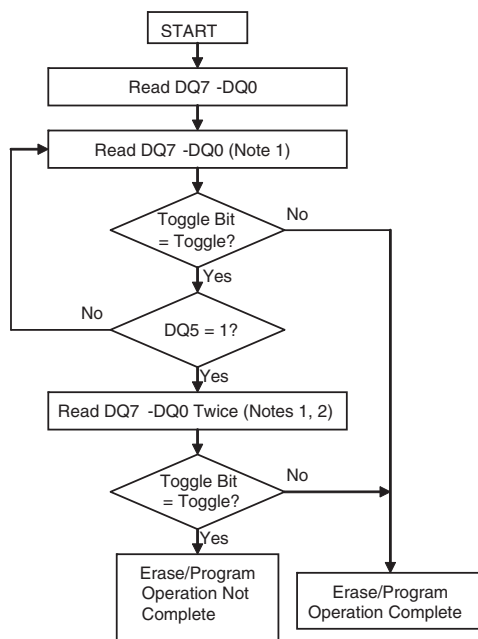 START
Read DQ7 -DQ0
Read DQ7 -DQ0 (Note 1)
Toggle Bit
= Toggle?
No
Yes
No
DQ5 = 1?
Yes
Read DQ7 -DQ0 Twice (Notes 1, 2)
Toggle Bit
= Toggle?
No
Yes
Erase/Program
Operation Not
Complete
Erase/Program
Operation Complete